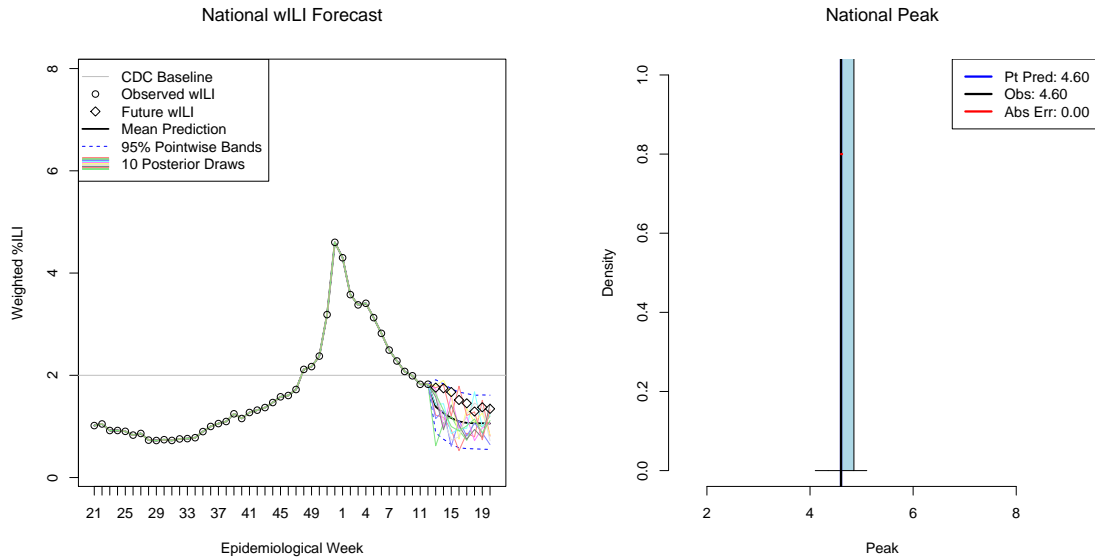 National wILI Forecast
CDC Baseline
Observed wILI
Future wILI
Mean Prediction
95% Pointwise Bands
10 Posterior Draws
Weighted %ILI
8
6
4
2
0
21 25 29 33 37 41 45 49 1 4 7 11 15 19
Epidemiological Week
National Peak
Pt Pred: 4.60
Obs: 4.60
Abs Err: 0.00
Density
1.0
0.8
0.6
0.4
0.2
0.0
2 4 6 8
Peak